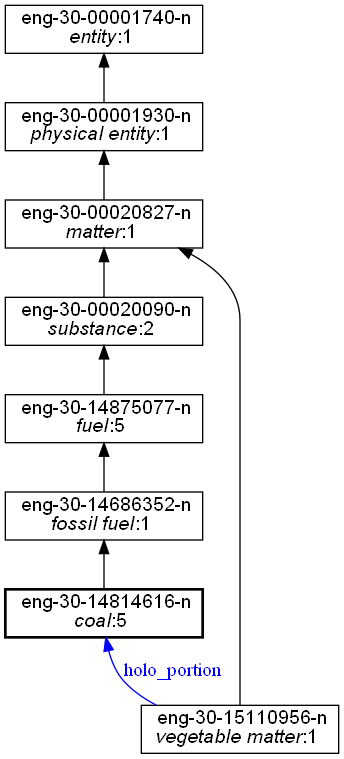 eng-30-00001740-n
entity:1
eng-30-00001930-n
physical entity:1
eng-30-00020827-n
matter:1
eng-30-00020090-n
substance:2
eng-30-14875077-n
fuel:5
eng-30-14686352-n
fossil fuel:1
eng-30-14814616-n
coal:5
holo_portion
eng-30-15110956-n
vegetable matter:1